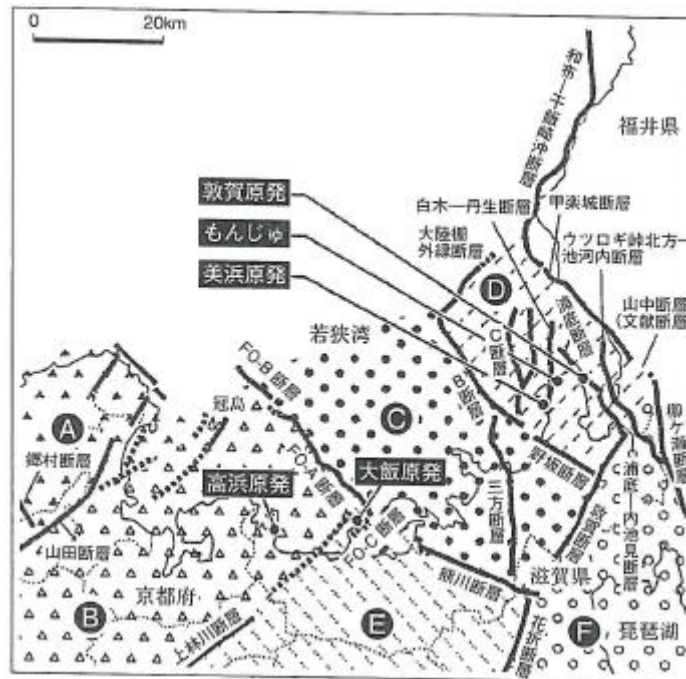 0
20km
和布―干飯崎沖断層
福井県
敦賀原発
白木―丹生断層
甲楽城断層
もんじゅ
大陸棚
外縁断層
ウツロギ峠北方―
池河内断層
美浜原発
D
山中断層
(文献断層)
若狭湾
C断層
B断層
FO-B 断層
冠島
C
柳ヶ瀬断層
A
FO-A 断層
郷村断層
高浜原発
大飯原発
野坂断層
三方断層
敦賀断層
浦底―内池見断層
FO-C 断層
山田断層
熊川断層
滋賀県
京都府
B
上林川断層
E
花折断層
F
琵琶湖